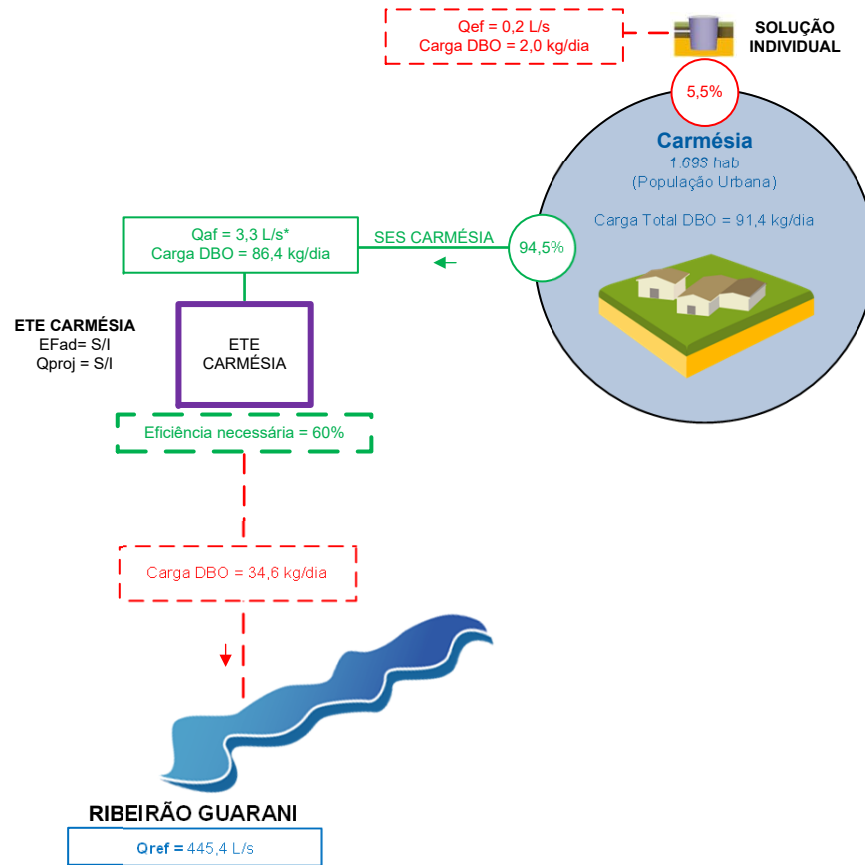 Qef = 0,2 L/s
Carga DBO = 2,0 kg/dia
SOLUÇÃO
INDIVIDUAL
5,5%
Carmésia
1.693 hab
(População Urbana)
Carga Total DBO = 91,4 kg/dia
94,5%
SES CARMÉSIA
Qaf = 3,3 L/s*
Carga DBO = 86,4 kg/dia
ETE CARMÉSIA
EFad= S/I
Qproj = S/I
ETE
CARMÉSIA
Eficiência necessária = 60%
Carga DBO = 34,6 kg/dia
RIBEIRÃO GUARANI
Qref = 445,4 L/s